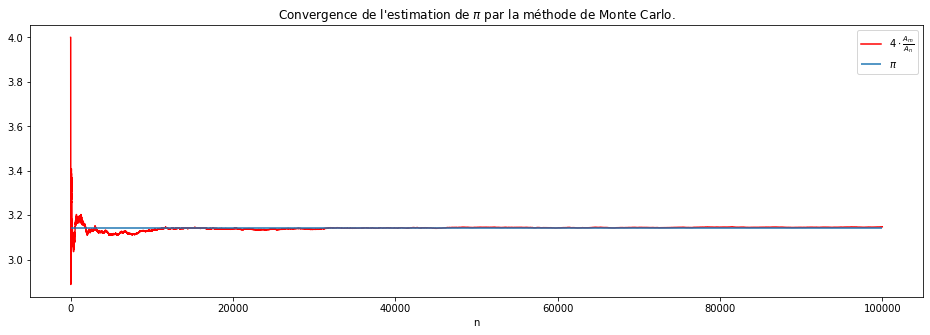 Convergence de l'estimation de π par la méthode de Monte Carlo.
4.0
3.8
3.6
3.4
3.2
3.0
4 · A_m/A_n
π
0 20000 40000 60000 80000 100000
n